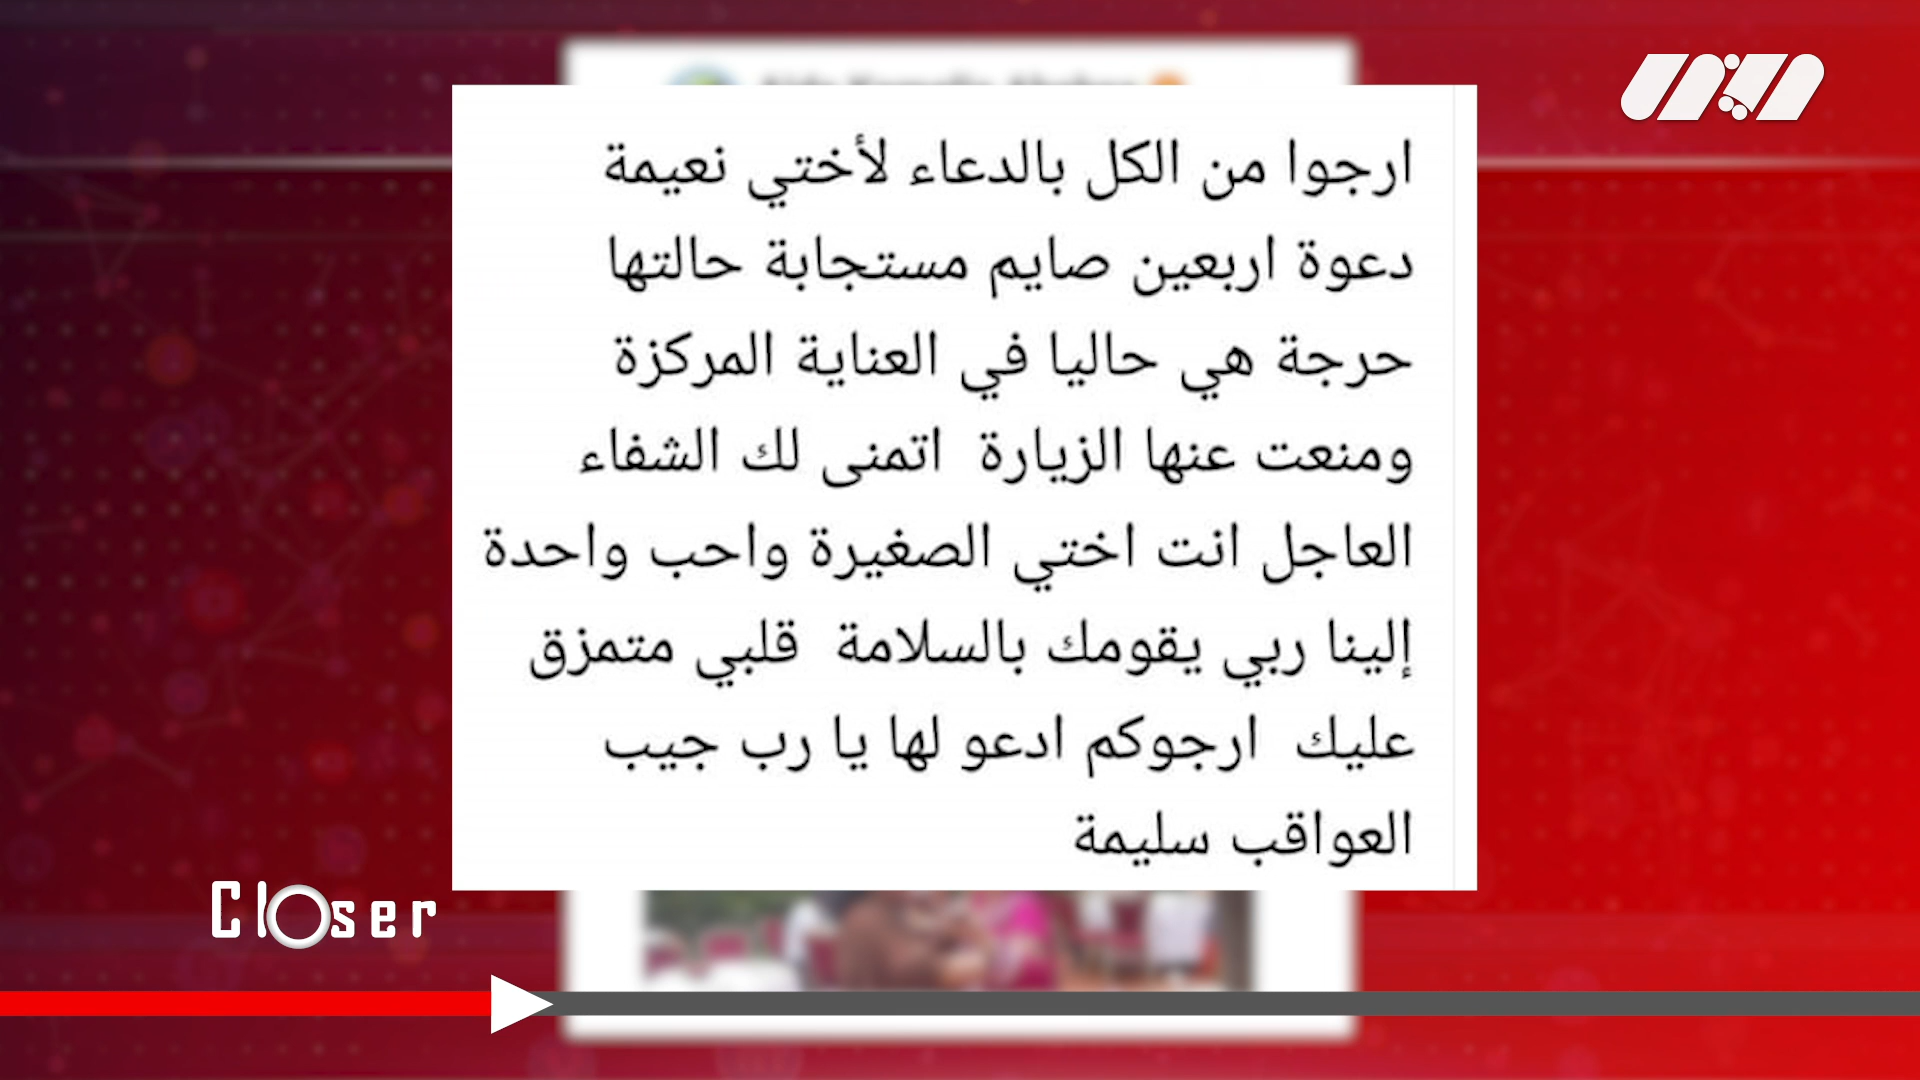 ارجوا من الكل بالدعاء لأختي نعيمة
دعوة اربعين صايم مستجابة حالتها
حرجة هي حاليا في العناية المركزة
ومنعت عنها الزيارة  اتمنى لك الشفاء
العاجل انت اختي الصغيرة واحب واحدة
إلينا ربي يقومك بالسلامة  قلبي متمزق
عليك  ارجوكم ادعو لها يا رب جيب
العواقب سليمة
Closer